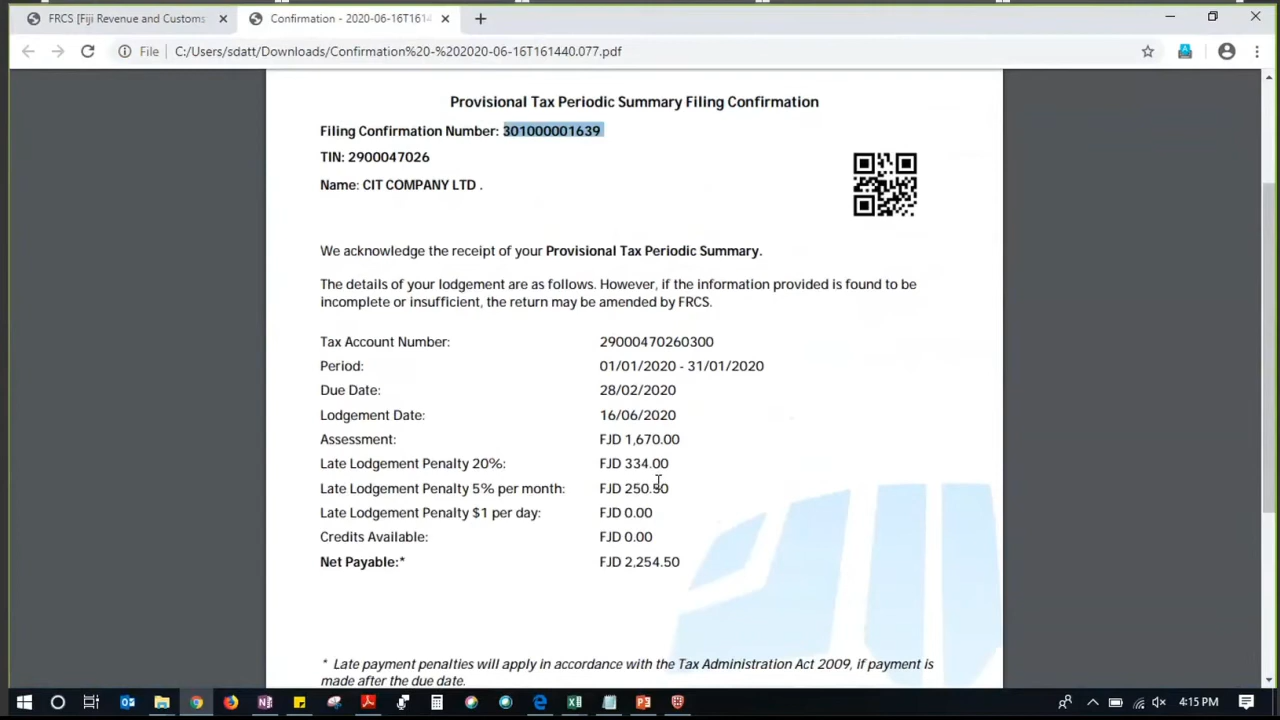 FRCS [Fiji Revenue and Customs
Confirmation - 2020-06-16T161
File
C:/Users/sdatt/Downloads/Confirmation%20-%202020-06-16T161440.077.pdf
Provisional Tax Periodic Summary Filing Confirmation
Filing Confirmation Number: 301000001639
TIN: 2900047026
Name: CIT COMPANY LTD .
We acknowledge the receipt of your Provisional Tax Periodic Summary.
The details of your lodgement are as follows. However, if the information provided is found to be
incomplete or insufficient, the return may be amended by FRCS.
Tax Account Number: 29000470260300
Period: 01/01/2020 - 31/01/2020
Due Date: 28/02/2020
Lodgement Date: 16/06/2020
Assessment: FJD 1,670.00
Late Lodgement Penalty 20%: FJD 334.00
Late Lodgement Penalty 5% per month: FJD 250.50
Late Lodgement Penalty $1 per day: FJD 0.00
Credits Available: FJD 0.00
Net Payable:* FJD 2,254.50
* Late payment penalties will apply in accordance with the Tax Administration Act 2009, if payment is
made after the due date.
4:15 PM